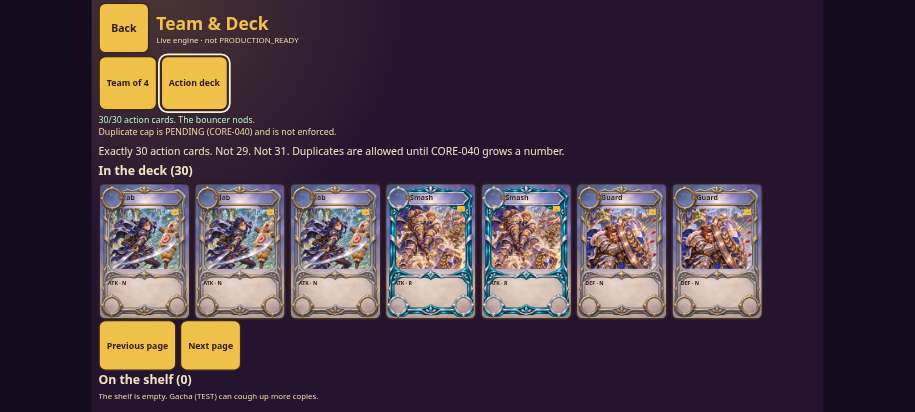 Back
Team & Deck
Live engine · not PRODUCTION_READY
Team of 4
Action deck
30/30 action cards. The bouncer nods.
Duplicate cap is PENDING (CORE-040) and is not enforced.
Exactly 30 action cards. Not 29. Not 31. Duplicates are allowed until CORE-040 grows a number.
In the deck (30)
Smash
Smash
Guard
Guard
ATK · N
ATK · N
ATK · N
ATK · R
ATK · R
DEF · N
DEF · N
Previous page
Next page
On the shelf (0)
The shelf is empty. Gacha (TEST) can cough up more copies.